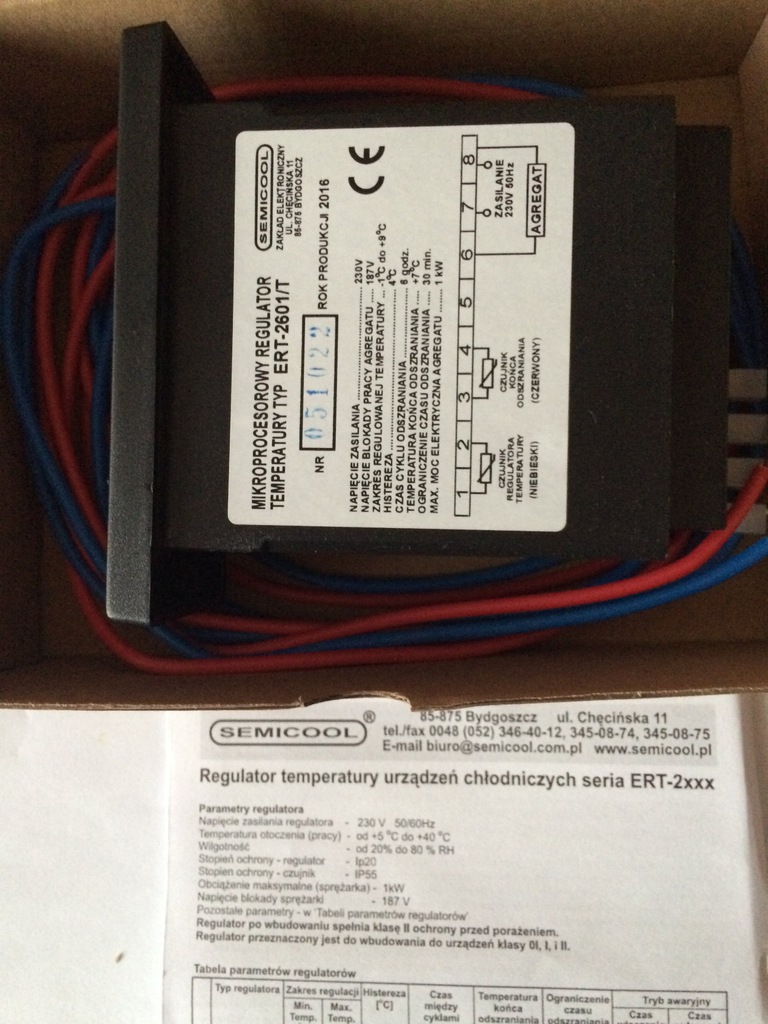 MIKROPROCESOROWY REGULATOR
TEMPERATURY TYP ERT-2601/T
SEMICOOL
ZAKŁAD ELEKTRONICZNY
UL. CHĘCIŃSKA 11
85-875 BYDGOSZCZ
NR 051022 ROK PRODUKCJI 2016
CE
NAPIĘCIE ZASILANIA 230V
NAPIĘCIE BLOKADY PRACY AGREGATU 187V
ZAKRES REGULOWANEJ TEMPERATURY -1°C do +9°C
HISTEREZA 4°C
CZAS CYKLU ODSZRANIANIA 6 godz.
TEMPERATURA KOŃCA ODSZRANIANIA +7°C
OGRANICZENIE CZASU ODSZRANIANIA 30 min.
MAX. MOC ELEKTRYCZNA AGREGATU 1 kW
1 2 3 4 5 6 7 8
CZUJNIK
REGULATORA
TEMPERATURY
(NIEBIESKI)
CZUJNIK
KOŃCA
ODSZRANIANIA
(CZERWONY)
ZASILANIE
230V 50Hz
AGREGAT
SEMICOOL ®
85-875 Bydgoszcz ul. Chęcińska 11
tel./fax 0048 (052) 346-40-12, 345-08-74, 345-08-75
E-mail biuro@semicool.com.pl www.semicool.pl
Regulator temperatury urządzeń chłodniczych seria ERT-2xxx
Parametry regulatora
Napięcie zasilania regulatora - 230 V 50/60Hz
Temperatura otoczenia (pracy) - od +5 °C do +40 °C
Wilgotność - od 20% do 80 % RH
Stopień ochrony - regulator - Ip20
Stopien ochrony - czujnik - IP55
Obciążenie maksymalne (sprężarka) - 1kW
Napięcie blokady sprężarki - 187 V
Pozostałe parametry - w 'Tabeli parametrów regulatorów'
Regulator po wbudowaniu spełnia klasę II ochrony przed porażeniem.
Regulator przeznaczony jest do wbudowania do urządzeń klasy 0I, I, i II.
Tabela parametrów regulatorów
Typ regulatora Zakres regulacji Histereza [°C] Czas między cyklami Temperatura końca odszraniania Ograniczenie czasu odszraniania Tryb awaryjny
Min. Temp. Max. Temp. Czas Czas